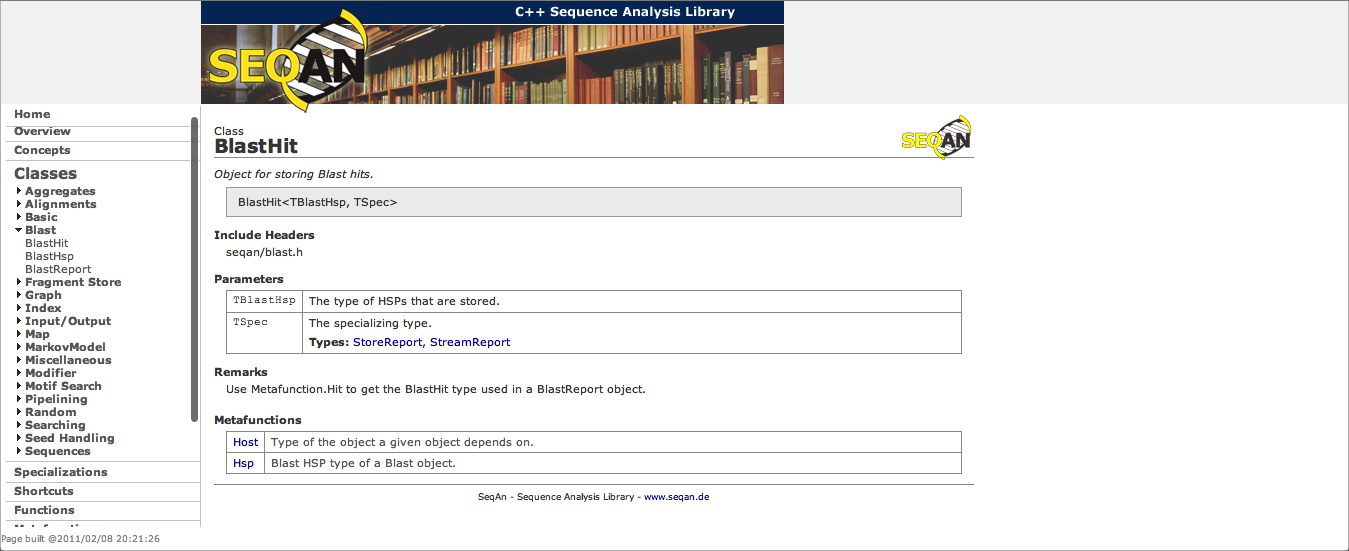 C++ Sequence Analysis Library
SEQAN
Home
Overview
Concepts
Classes
Aggregates
Alignments
Basic
Blast
BlastHit
BlastHsp
BlastReport
Fragment Store
Graph
Index
Input/Output
Map
MarkovModel
Miscellaneous
Modifier
Motif Search
Pipelining
Random
Searching
Seed Handling
Sequences
Specializations
Shortcuts
Functions
Page built @2011/02/08 20:21:26
Class
BlastHit
SEQAN
Object for storing Blast hits.
BlastHit<TBlastHsp, TSpec>
Include Headers
seqan/blast.h
Parameters
TBlastHsp The type of HSPs that are stored.
TSpec The specializing type.
Types: StoreReport, StreamReport
Remarks
Use Metafunction.Hit to get the BlastHit type used in a BlastReport object.
Metafunctions
Host Type of the object a given object depends on.
Hsp Blast HSP type of a Blast object.
SeqAn - Sequence Analysis Library - www.seqan.de